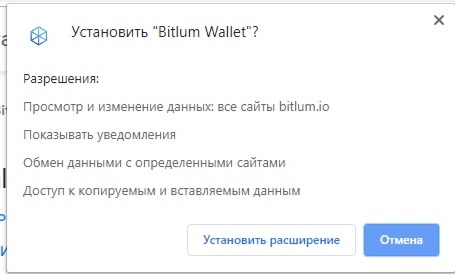 Установить "Bitlum Wallet"?
Разрешения:
Просмотр и изменение данных: все сайты bitlum.io
Показывать уведомления
Обмен данными с определенными сайтами
Доступ к копируемым и вставляемым данным
Установить расширение
Отмена